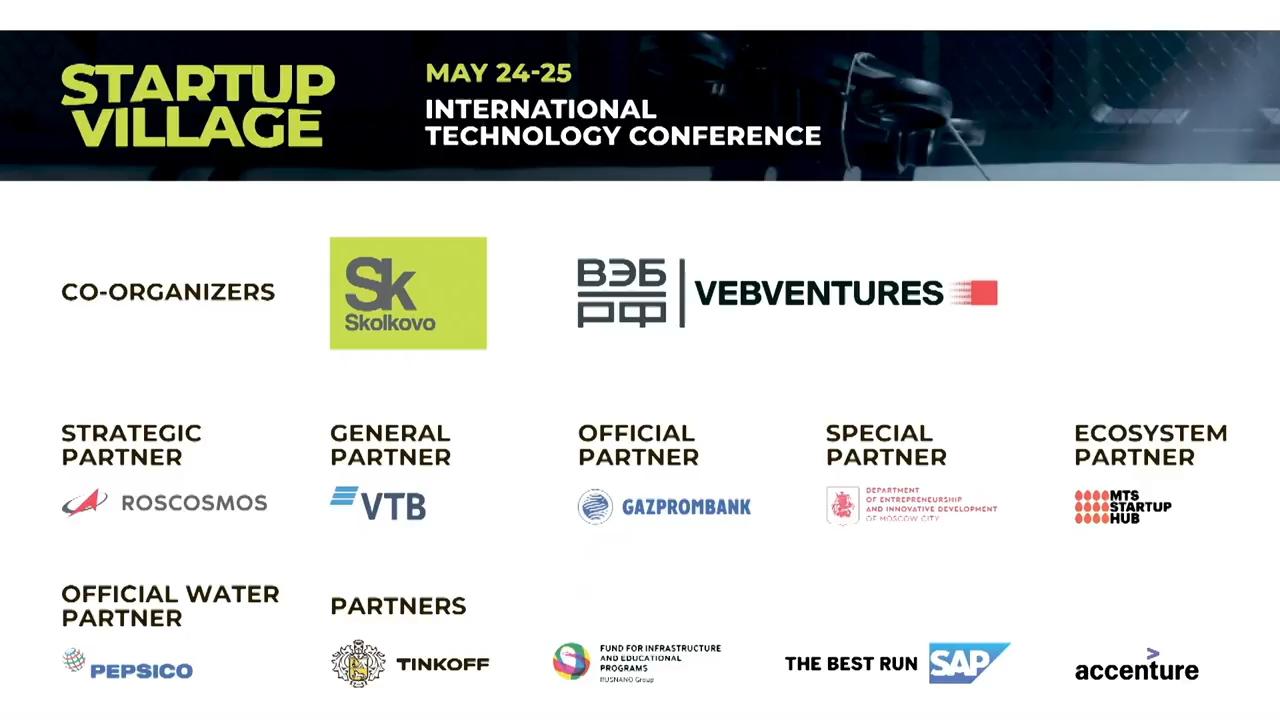 STARTUP
VILLAGE
MAY 24-25
INTERNATIONAL
TECHNOLOGY CONFERENCE
CO-ORGANIZERS
Sk
Skolkovo
ВЭБ
РФ
VEBVENTURES
STRATEGIC
PARTNER
ROSCOSMOS
GENERAL
PARTNER
VTB
OFFICIAL
PARTNER
GAZPROMBANK
SPECIAL
PARTNER
DEPARTMENT
OF ENTREPRENEURSHIP
AND INNOVATIVE DEVELOPMENT
OF MOSCOW CITY
ECOSYSTEM
PARTNER
MTS
STARTUP
HUB
OFFICIAL WATER
PARTNER
PEPSICO
PARTNERS
TINKOFF
FUND FOR INFRASTRUCTURE
AND EDUCATIONAL
PROGRAMS
RUSNANO Group
THE BEST RUN SAP
accenture